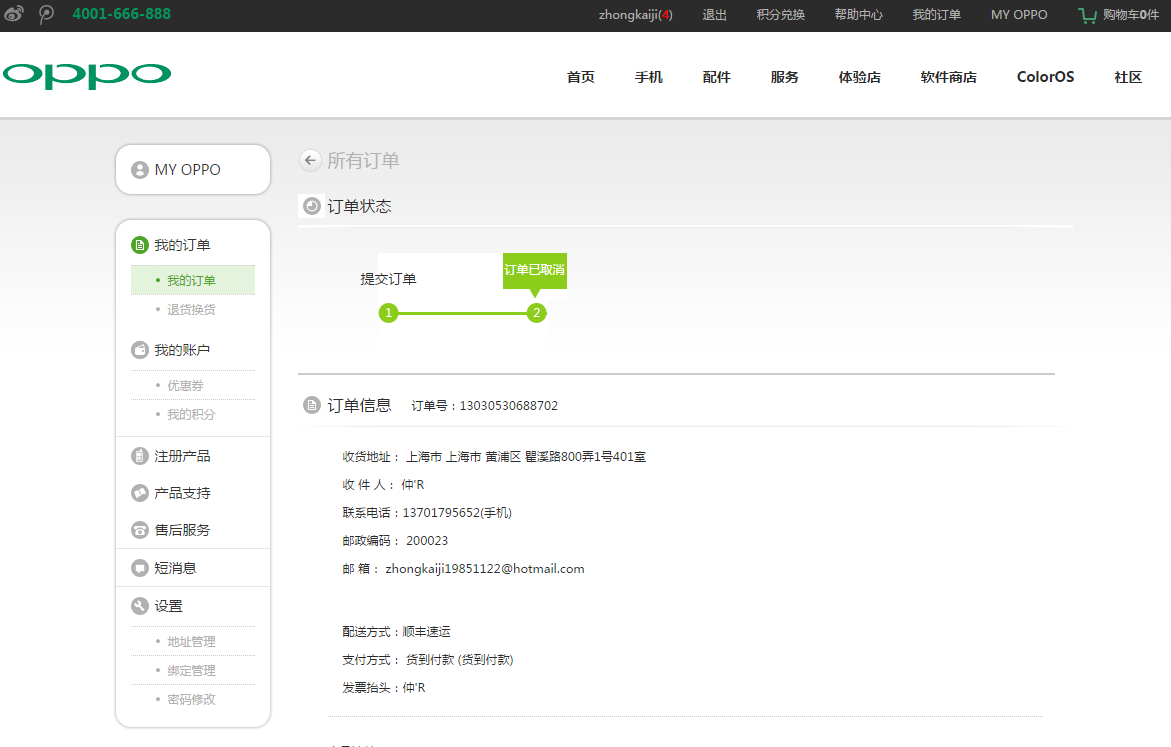 4001-666-888 zhongkaiji(4) 退出 积分兑换 帮助中心 我的订单 MY OPPO 购物车0件
oppo 首页 手机 配件 服务 体验店 软件商店 ColorOS 社区
MY OPPO
我的订单
• 我的订单
• 退货换货
我的账户
• 优惠券
• 我的积分
注册产品
产品支持
售后服务
短消息
设置
• 地址管理
• 绑定管理
• 密码修改
所有订单
订单状态
提交订单 订单已取消
1 2
订单信息 订单号：13030530688702
收货地址： 上海市 上海市 黄浦区 瞿溪路800弄1号401室
收 件 人： 仲'R
联系电话：13701795652(手机)
邮政编码： 200023
邮 箱： zhongkaiji19851122@hotmail.com
配送方式：顺丰速运
支付方式： 货到付款 (货到付款)
发票抬头：仲'R